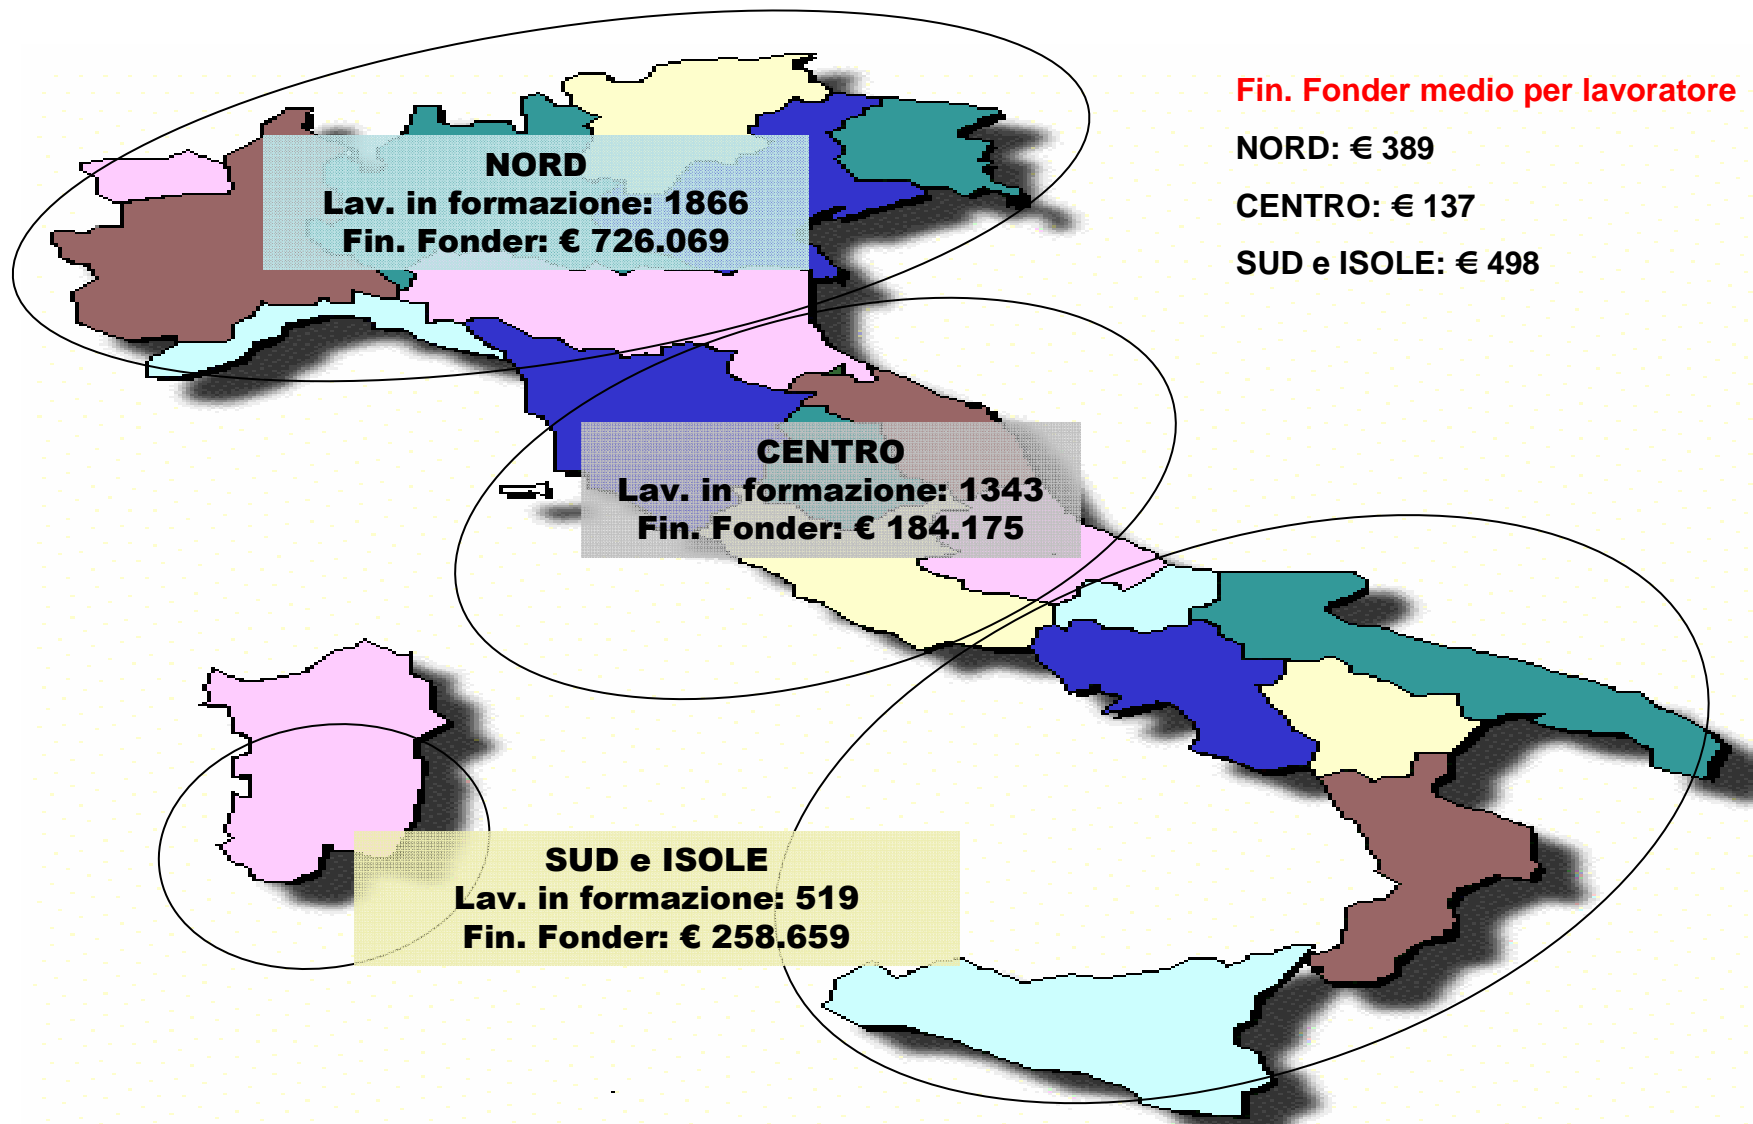 Fin. Fonder medio per lavoratore
NORD: € 389
CENTRO: € 137
SUD e ISOLE: € 498
NORD
Lav. in formazione: 1866
Fin. Fonder: € 726.069
CENTRO
Lav. in formazione: 1343
Fin. Fonder: € 184.175
SUD e ISOLE
Lav. in formazione: 519
Fin. Fonder: € 258.659